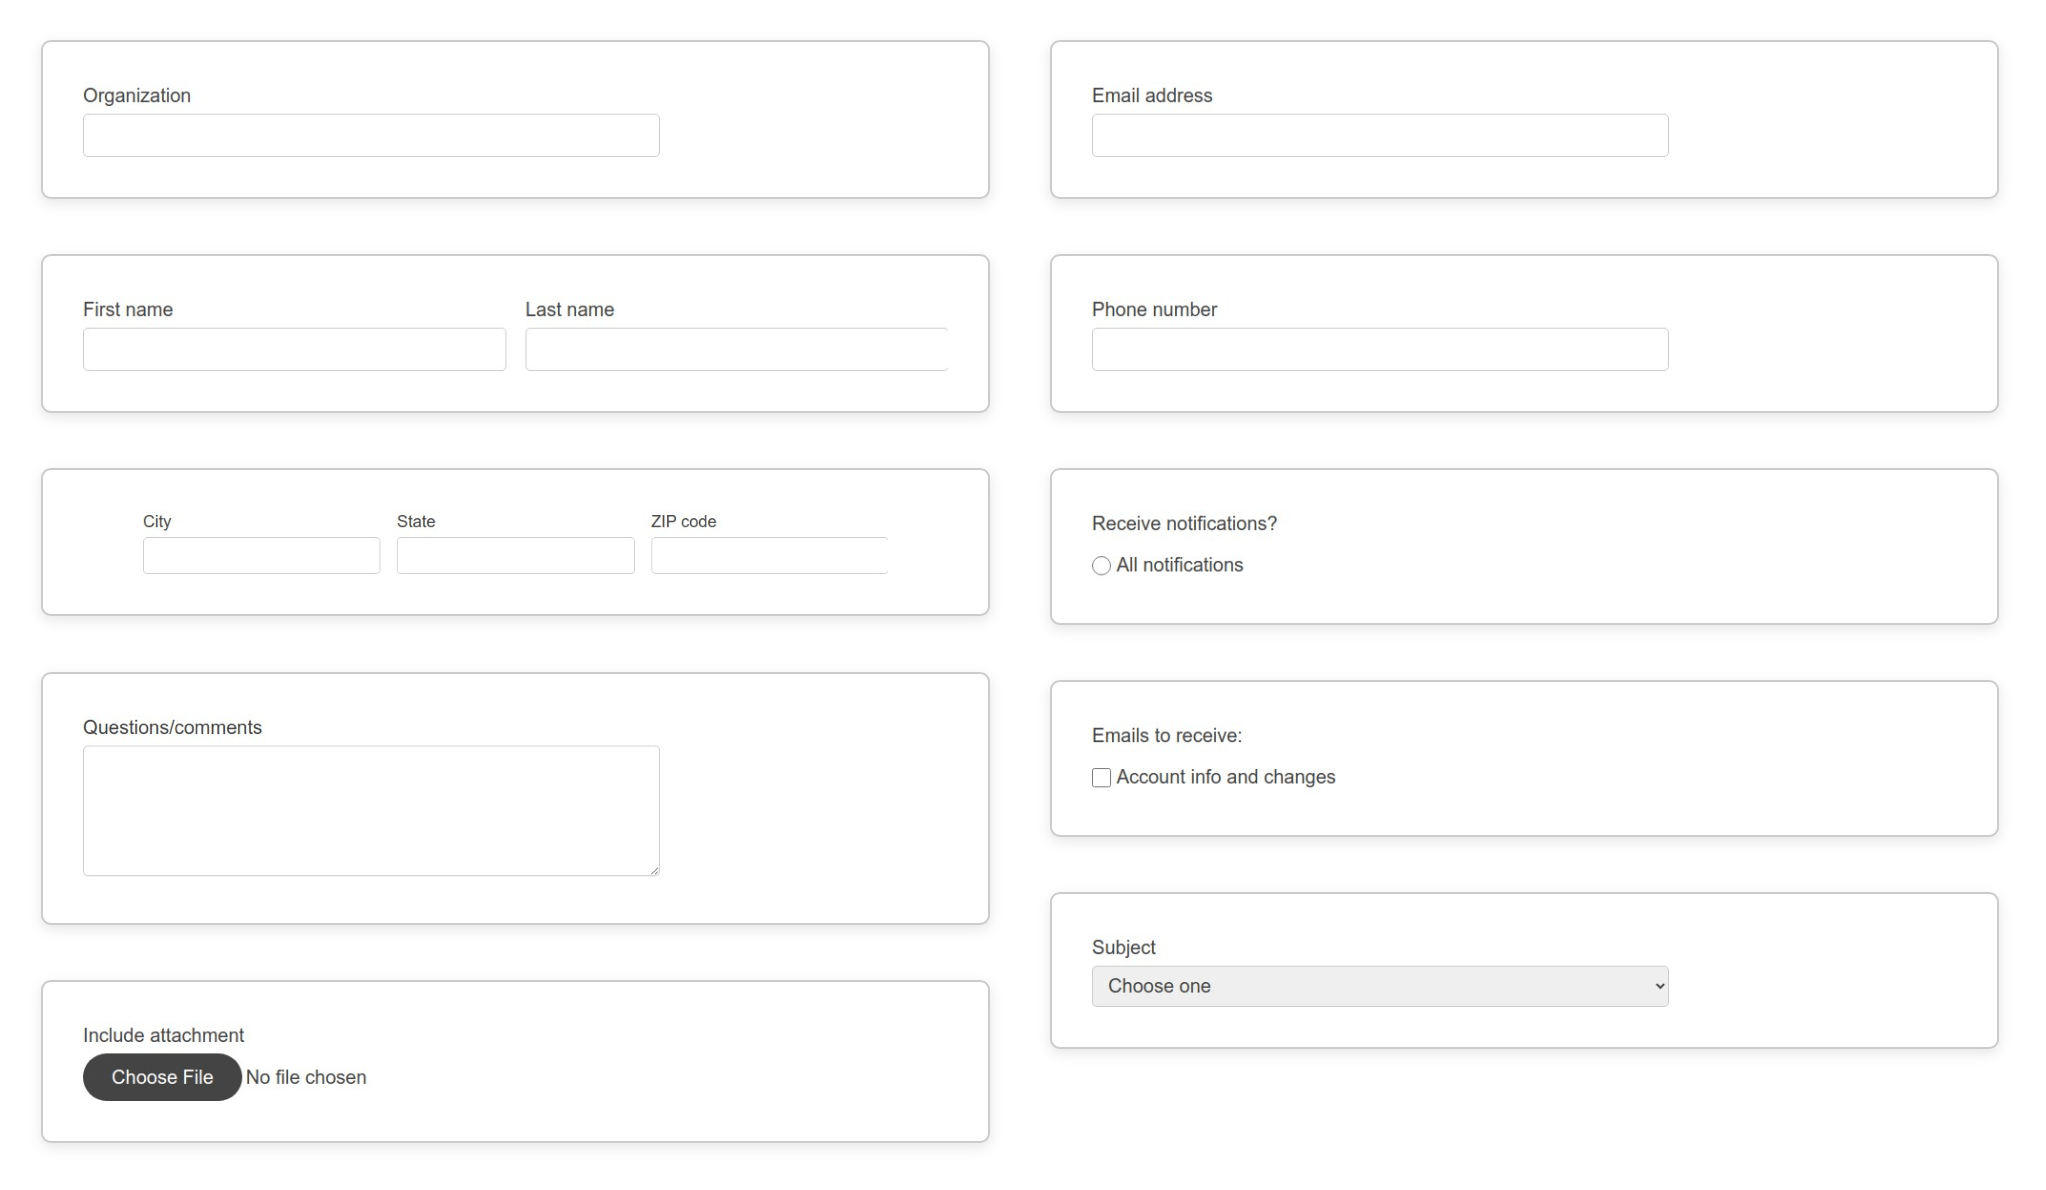 Organization
Email address
First name
Last name
Phone number
City
State
ZIP code
Receive notifications?
All notifications
Questions/comments
Emails to receive:
Account info and changes
Subject
Choose one
Include attachment
Choose File
No file chosen